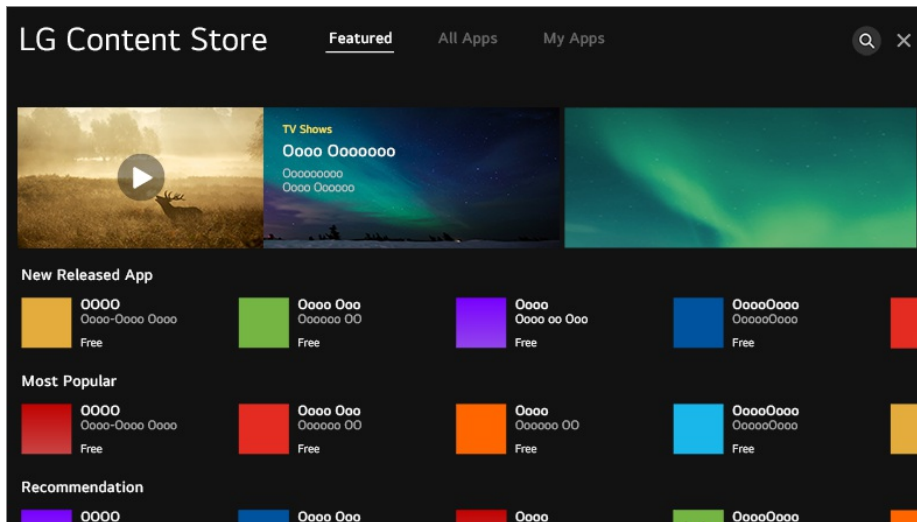 LG Content Store
Featured
All Apps
My Apps
TV Shows
Oooo Ooooooo
Ooooooooo
Oooo Oooooo
New Released App
OOOO
Oooo-Oooo Oooo
Free
Oooo Ooo
Oooooo OO
Free
Oooo
Oooo oo Ooo
Free
OoooOooo
OooooOooo
Free
Most Popular
OOOO
Oooo-Oooo Oooo
Free
Oooo Ooo
Oooooo OO
Free
Oooo
Oooooo OO
Free
OoooOooo
OooooOooo
Free
Recommendation
OOOO
Oooo Ooo
Oooo
OoooOooo